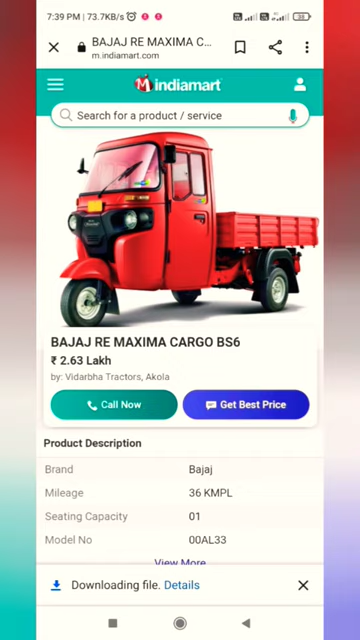 7:39 PM | 73.7KB/s
BAJAJ RE MAXIMA C...
m.indiamart.com
indiamart
Search for a product / service
BAJAJ RE MAXIMA CARGO BS6
₹ 2.63 Lakh
by: Vidarbha Tractors, Akola
Call Now
Get Best Price
Product Description
Brand Bajaj
Mileage 36 KMPL
Seating Capacity 01
Model No 00AL33
View More
Downloading file. Details